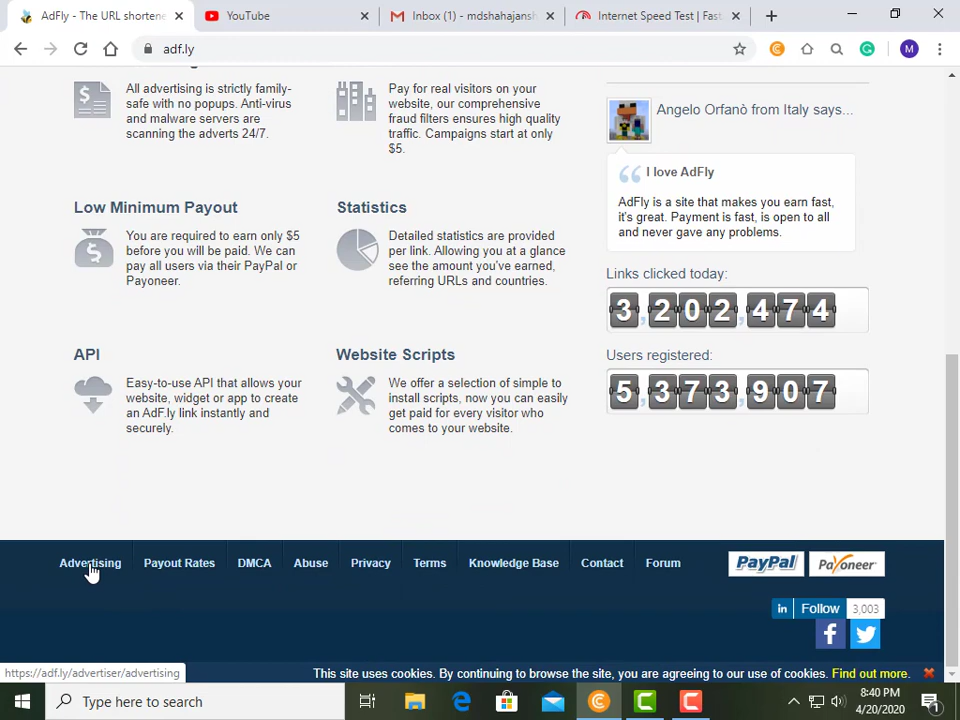 AdFly - The URL shortene
YouTube
Inbox (1) - mdshahajansh
Internet Speed Test | Fast
adf.ly
M
All advertising is strictly family-
safe with no popups. Anti-virus
and malware servers are
scanning the adverts 24/7.
Pay for real visitors on your
website, our comprehensive
fraud filters ensures high quality
traffic. Campaigns start at only
$5.
Angelo Orfanò from Italy says...
I love AdFly
AdFly is a site that makes you earn fast,
it's great. Payment is fast, is open to all
and never gave any problems.
Low Minimum Payout
You are required to earn only $5
before you will be paid. We can
pay all users via their PayPal or
Payoneer.
Statistics
Detailed statistics are provided
per link. Allowing you at a glance
see the amount you've earned,
referring URLs and countries.
Links clicked today:
3,202,474
Users registered:
5,373,907
API
Easy-to-use API that allows your
website, widget or app to create
an AdF.ly link instantly and
securely.
Website Scripts
We offer a selection of simple to
install scripts, now you can easily
get paid for every visitor who
comes to your website.
Advertising
Payout Rates
DMCA
Abuse
Privacy
Terms
Knowledge Base
Contact
Forum
PayPal
Payoneer
in Follow 3,003
https://adf.ly/advertiser/advertising
This site uses cookies. By continuing to browse the site, you are agreeing to our use of cookies. Find out more.
Type here to search
8:40 PM
4/20/2020
1